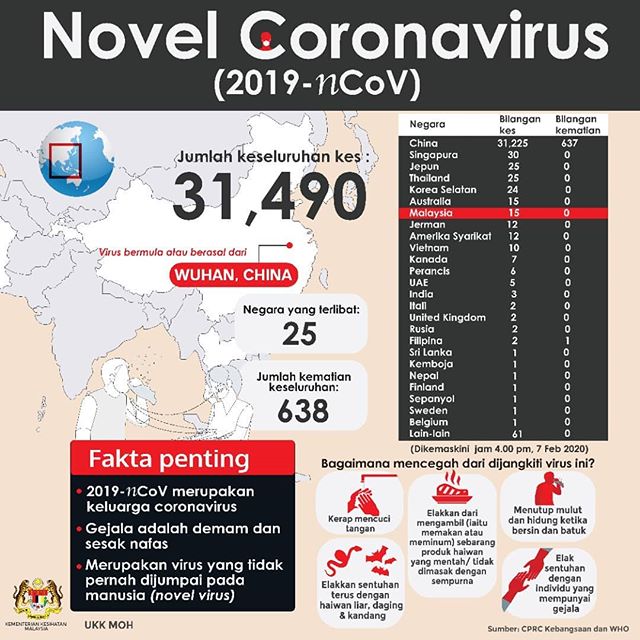 Novel Coronavirus
(2019-nCoV)
Jumlah keseluruhan kes :
31,490
Virus bermula atau berasal dari
WUHAN, CHINA
Negara yang terlibat:
25
Jumlah kematian
keseluruhan:
638
Negara Bilangan kes Bilangan kematian
China 31,225 637
Singapura 30 0
Jepun 25 0
Thailand 25 0
Korea Selatan 24 0
Australia 15 0
Malaysia 15 0
Jerman 12 0
Amerika Syarikat 12 0
Vietnam 10 0
Kanada 7 0
Perancis 6 0
UAE 5 0
India 3 0
Itali 2 0
United Kingdom 2 0
Rusia 2 0
Filipina 2 1
Sri Lanka 1 0
Kemboja 1 0
Nepal 1 0
Finland 1 0
Sepanyol 1 0
Sweden 1 0
Belgium 1 0
Lain-lain 61 0
(Dikemaskini jam 4.00 pm, 7 Feb 2020)
Fakta penting
• 2019-nCoV merupakan
keluarga coronavirus
• Gejala adalah demam dan
sesak nafas
• Merupakan virus yang tidak
pernah dijumpai pada
manusia (novel virus)
Bagaimana mencegah dari dijangkiti virus ini?
Kerap mencuci
tangan
Elakkan dari
mengambil (iaitu
memakan atau
meminum) sebarang
produk haiwan
yang mentah/ tidak
dimasak dengan
sempurna
Menutup mulut
dan hidung ketika
bersin dan batuk
Elakkan sentuhan
terus dengan
haiwan liar, daging
& kandang
Elak
sentuhan
dengan
individu yang
mempunyai
gejala
KEMENTERIAN KESIHATAN
MALAYSIA
UKK MOH
Sumber: CPRC Kebangsaan dan WHO